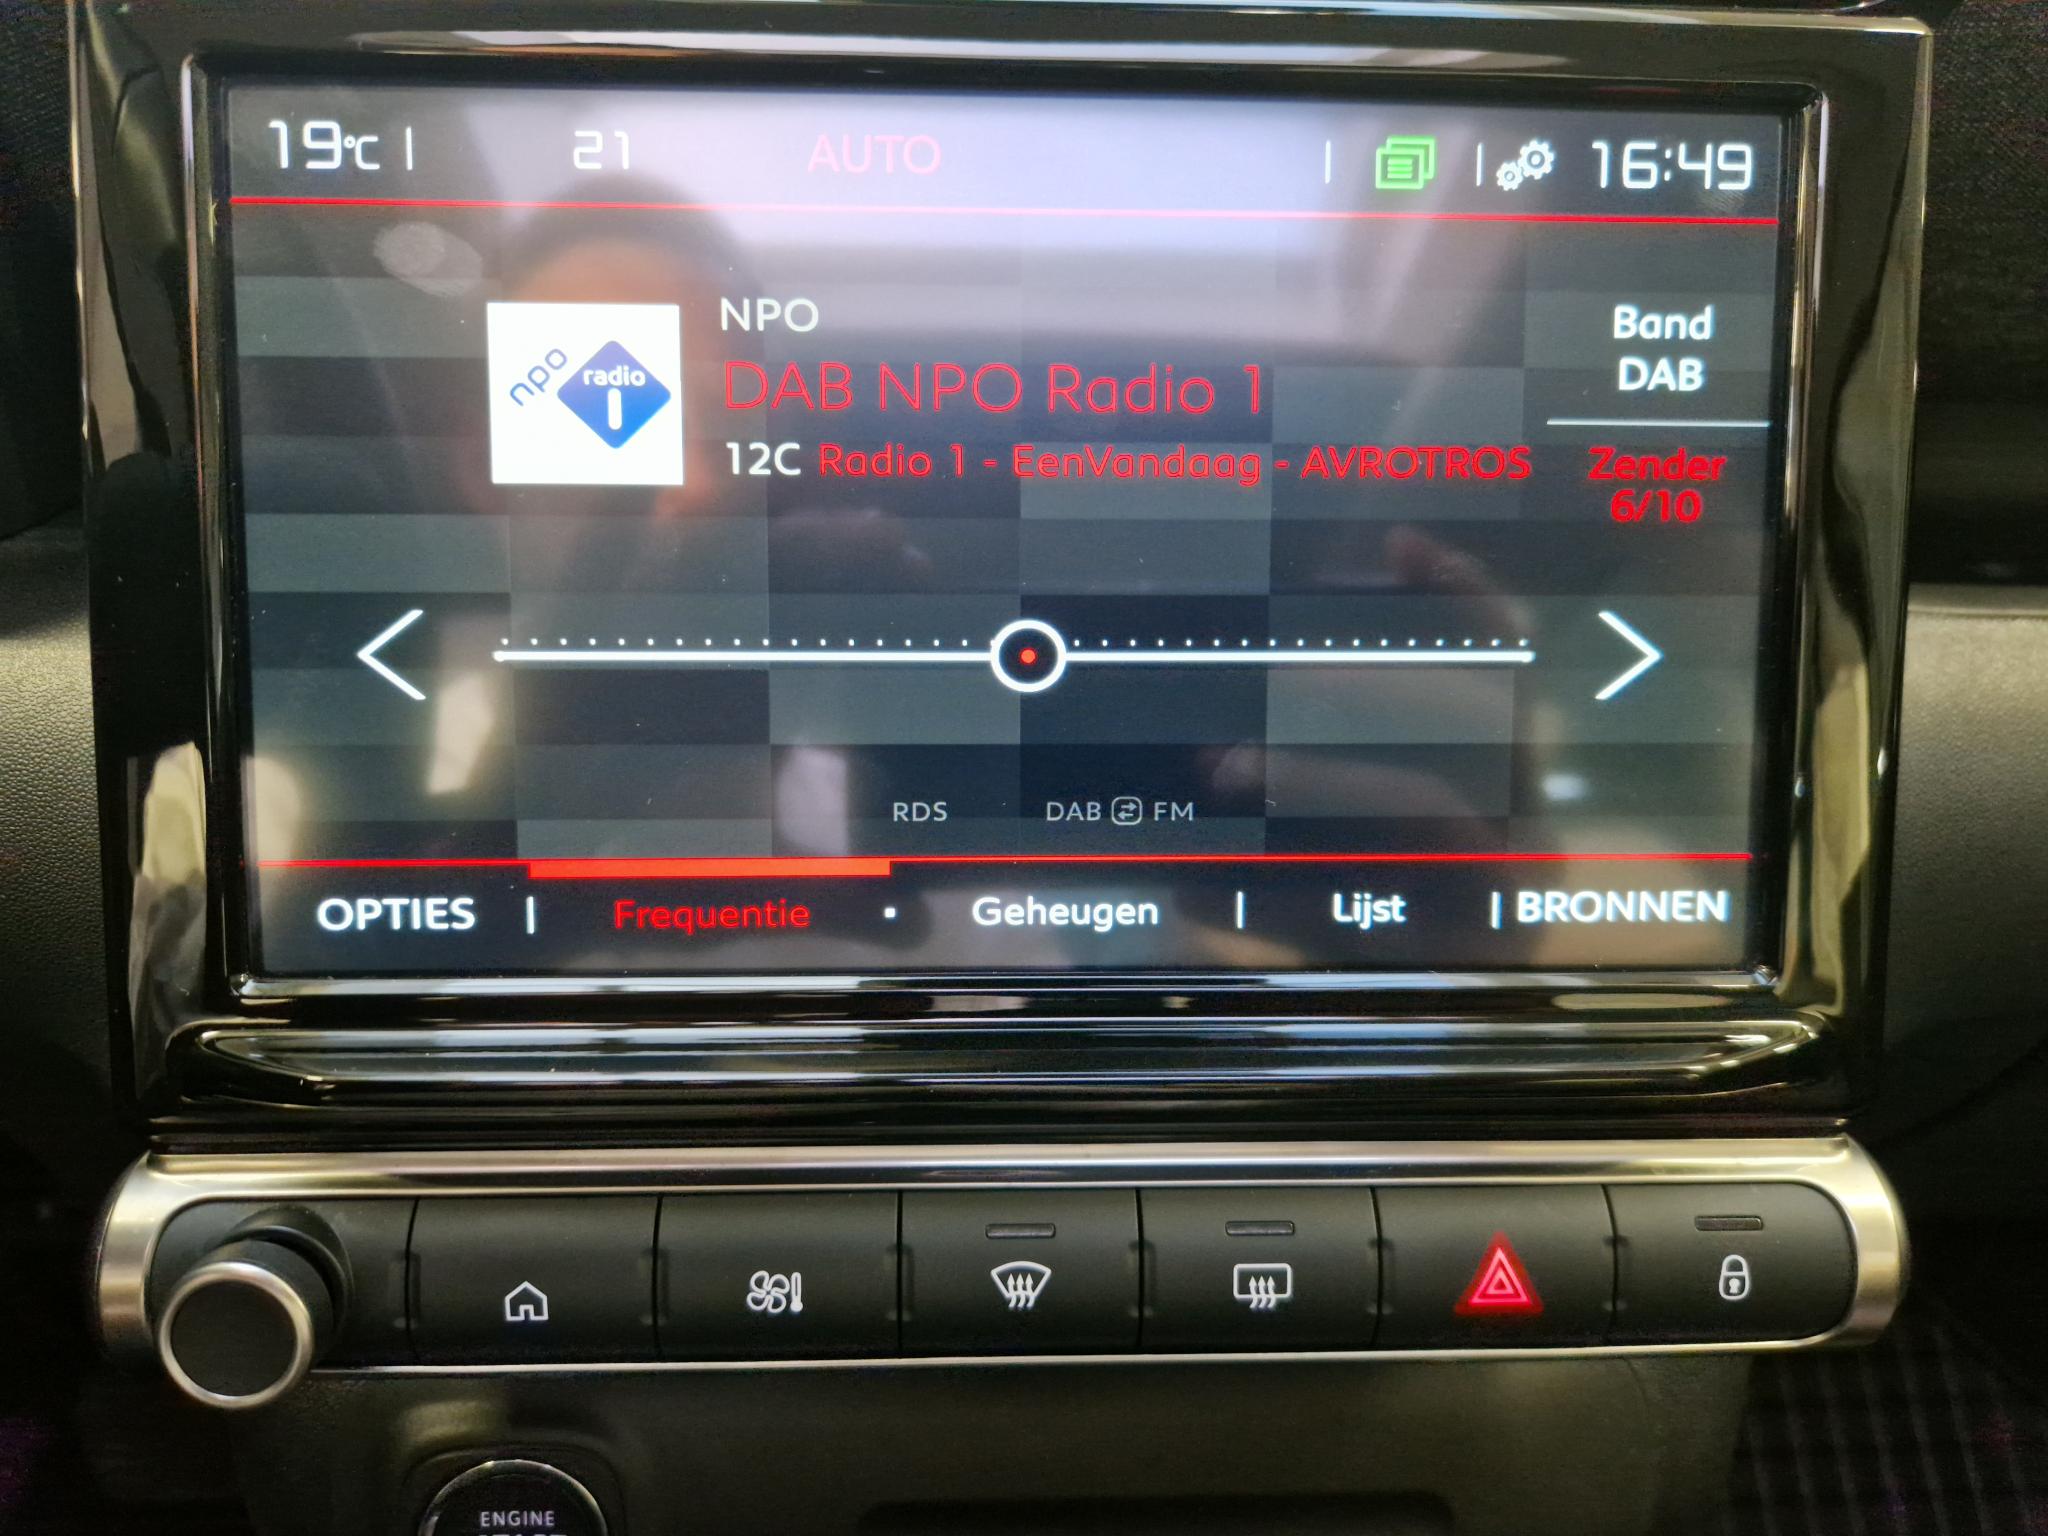 19°C 21 AUTO 16:49
NPO
npo radio 1
DAB NPO Radio 1
12C Radio 1 - EenVandaag - AVROTROS
Band
DAB
Zender
6/10
RDS DAB FM
OPTIES Frequentie Geheugen Lijst BRONNEN
ENGINE